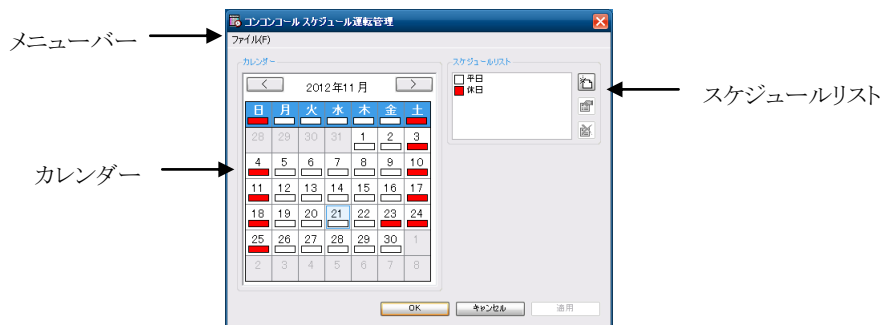 コンコンコール スケジュール運転管理
メニューバー
ファイル(F)
カレンダー
スケジュールリスト
< 2012年11月 >
平日
休日
スケジュールリスト
日 月 火 水 木 金 土
28 29 30 31 1 2 3
カレンダー
4 5 6 7 8 9 10
11 12 13 14 15 16 17
18 19 20 21 22 23 24
25 26 27 28 29 30 1
2 3 4 5 6 7 8
OK キャンセル 適用